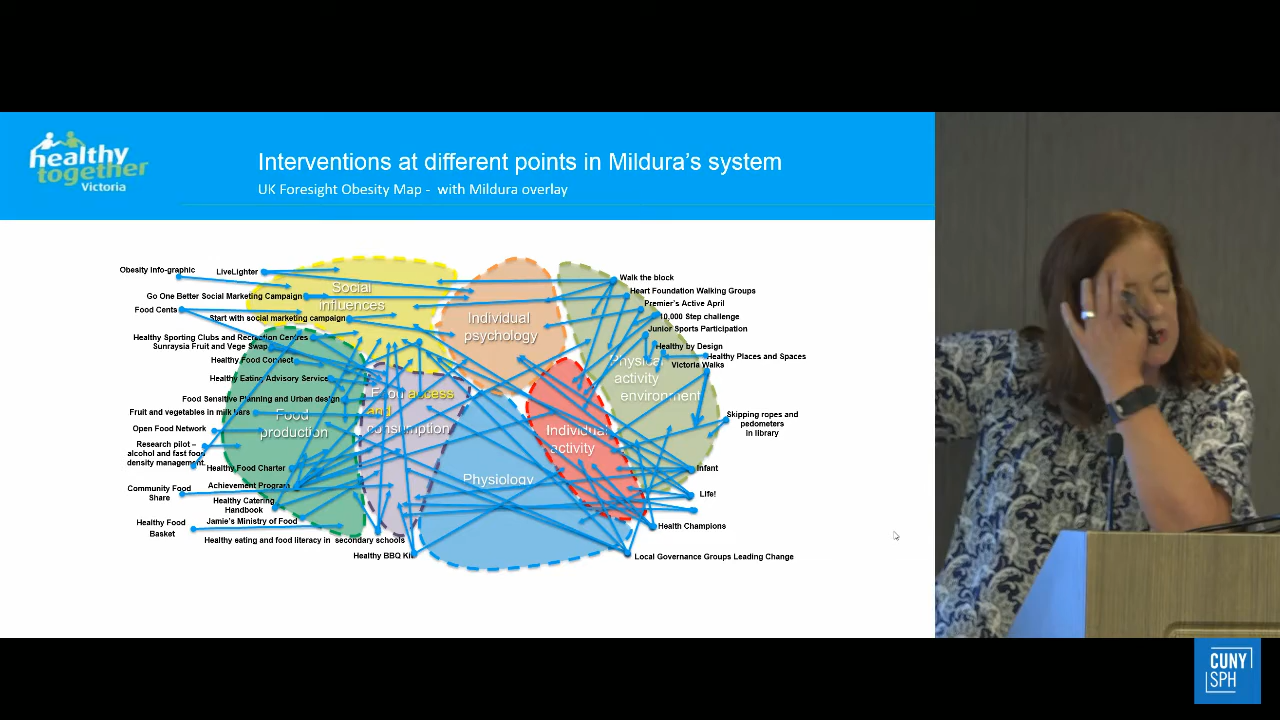 healthy
together
Victoria
Interventions at different points in Mildura's system
UK Foresight Obesity Map - with Mildura overlay
Obesity Info-graphic
LiveLighter
Go One Better Social Marketing Campaign
Food Cents
Start with social marketing campaign
Healthy Sporting Clubs and Recreation Centres
Sunraysia Fruit and Vege Swap
Healthy Food Connect
Healthy Eating Advisory Service
Food Sensitive Planning and Urban design
Fruit and vegetables in milk bars
Open Food Network
Research pilot –
alcohol and fast food
density management
Healthy Food Charter
Community Food
Share
Achievement Program
Healthy Catering
Handbook
Jamie's Ministry of Food
Healthy Food
Basket
Healthy eating and food literacy in secondary schools
Healthy BBQ Kit
Social
influences
Individual
psychology
Physical
activity
environment
Food
production
Food access
and
consumption
Individual
activity
Physiology
Walk the block
Heart Foundation Walking Groups
Premier's Active April
10,000 Step challenge
Junior Sports Participation
Healthy by Design
Healthy Places and Spaces
Victoria Walks
Skipping ropes and
pedometers
in library
Infant
Life!
Health Champions
Local Governance Groups Leading Change
CUNY
SPH